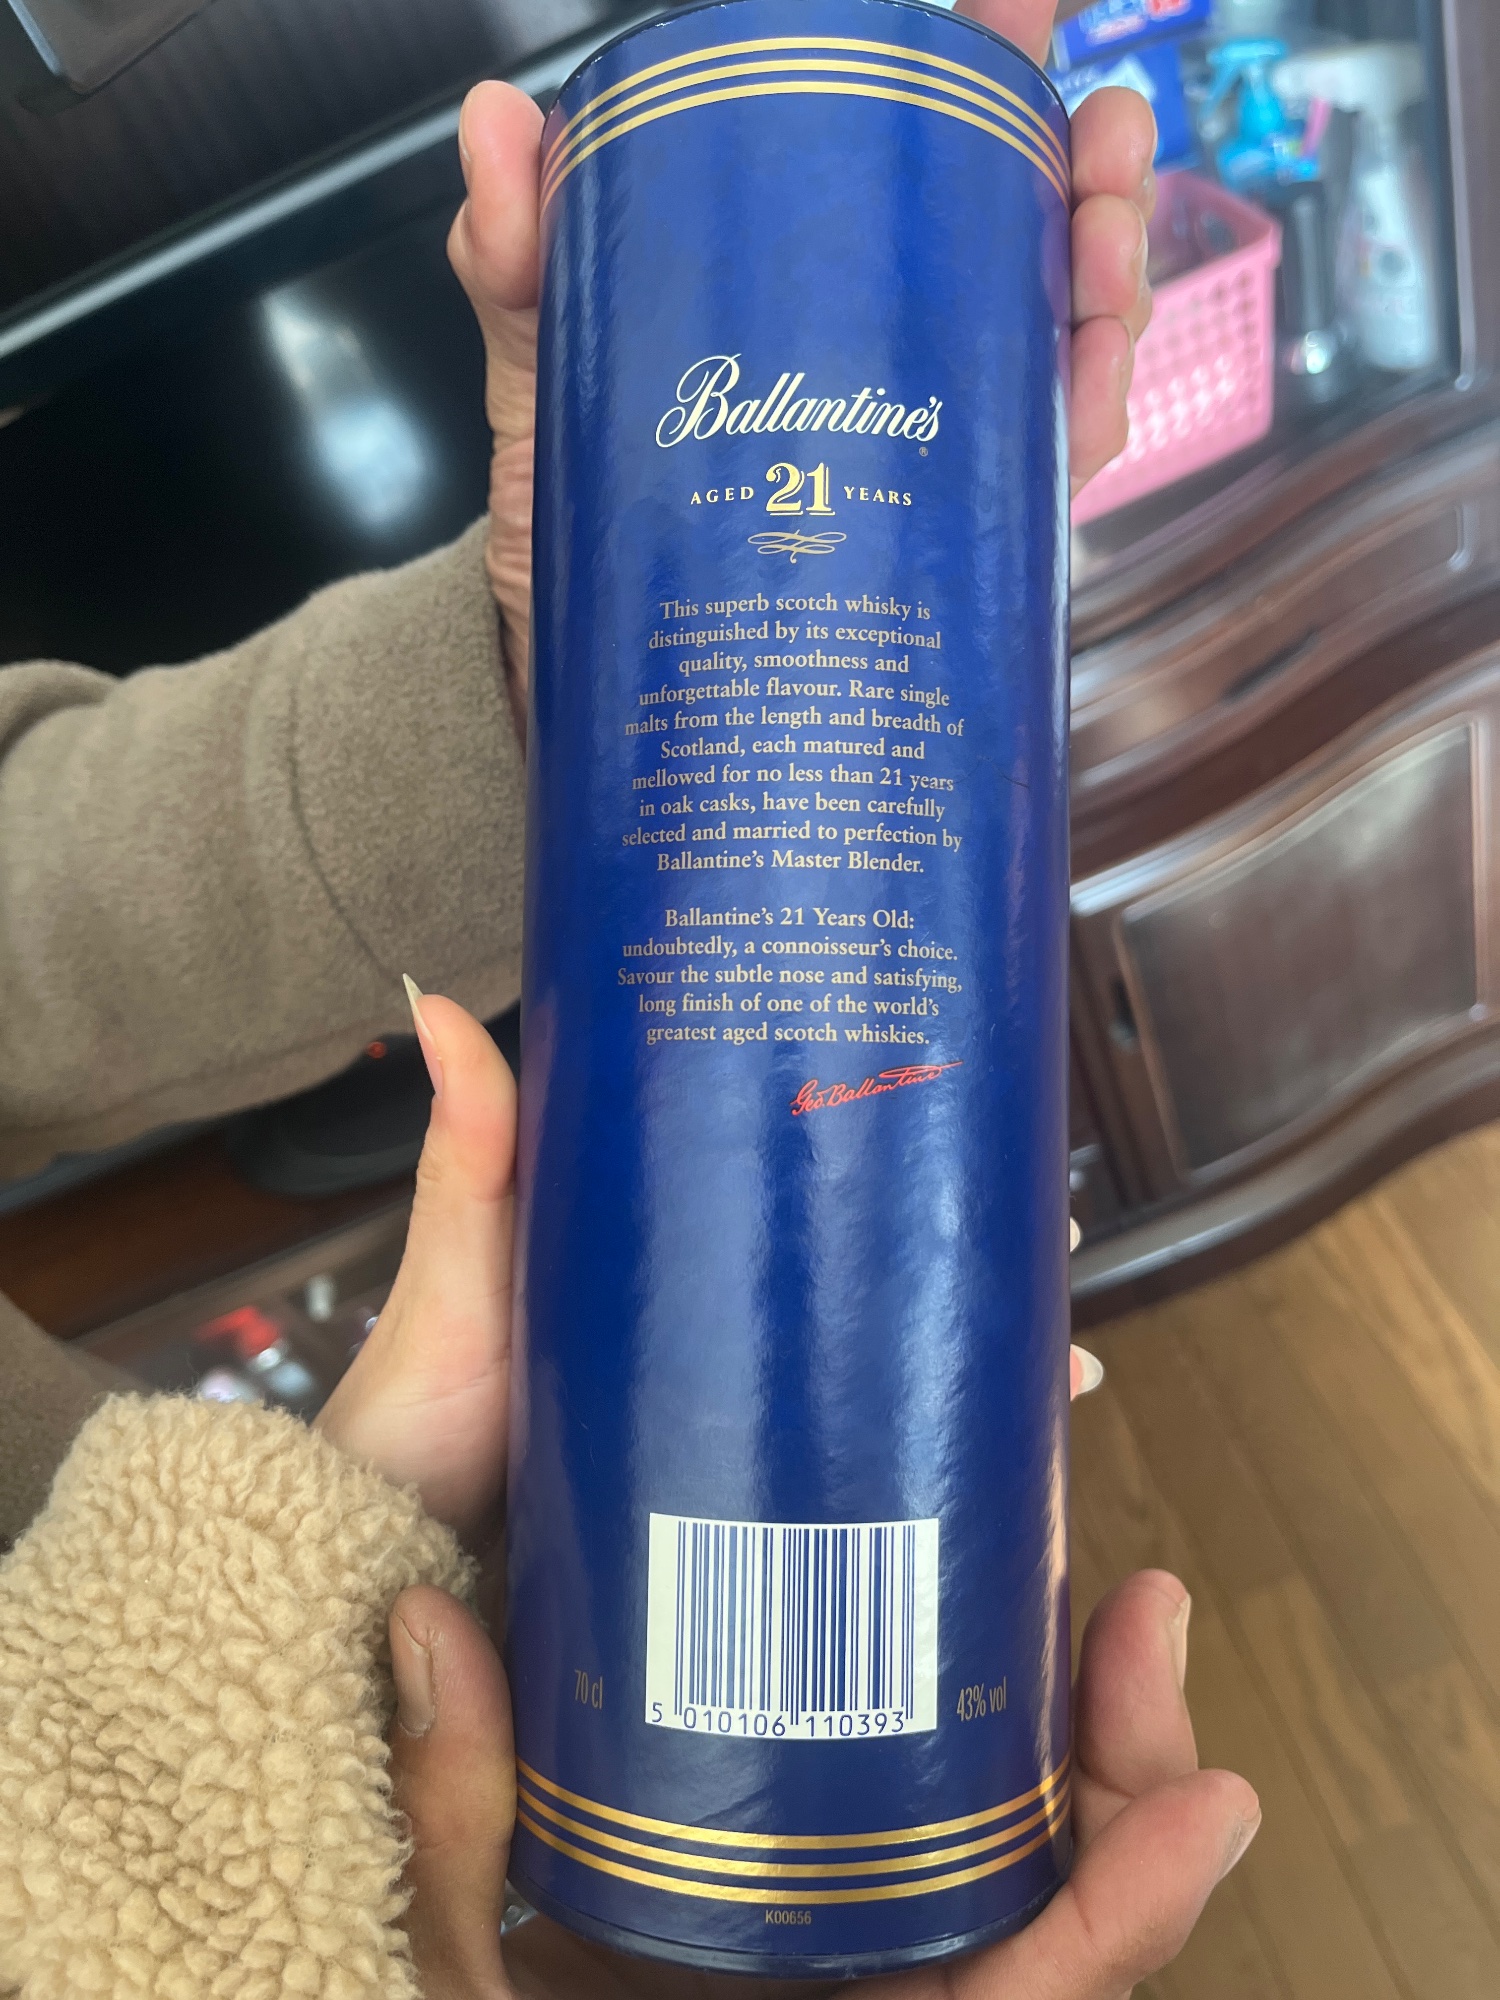 Ballantine's
®
AGED 21 YEARS
This superb scotch whisky is
distinguished by its exceptional
quality, smoothness and
unforgettable flavour. Rare single
malts from the length and breadth of
Scotland, each matured and
mellowed for no less than 21 years
in oak casks, have been carefully
selected and married to perfection by
Ballantine's Master Blender.
Ballantine's 21 Years Old:
undoubtedly, a connoisseur's choice.
Savour the subtle nose and satisfying,
long finish of one of the world's
greatest aged scotch whiskies.
Geo. Ballantine
70 cl
5 010106 110393
43% vol
K00656